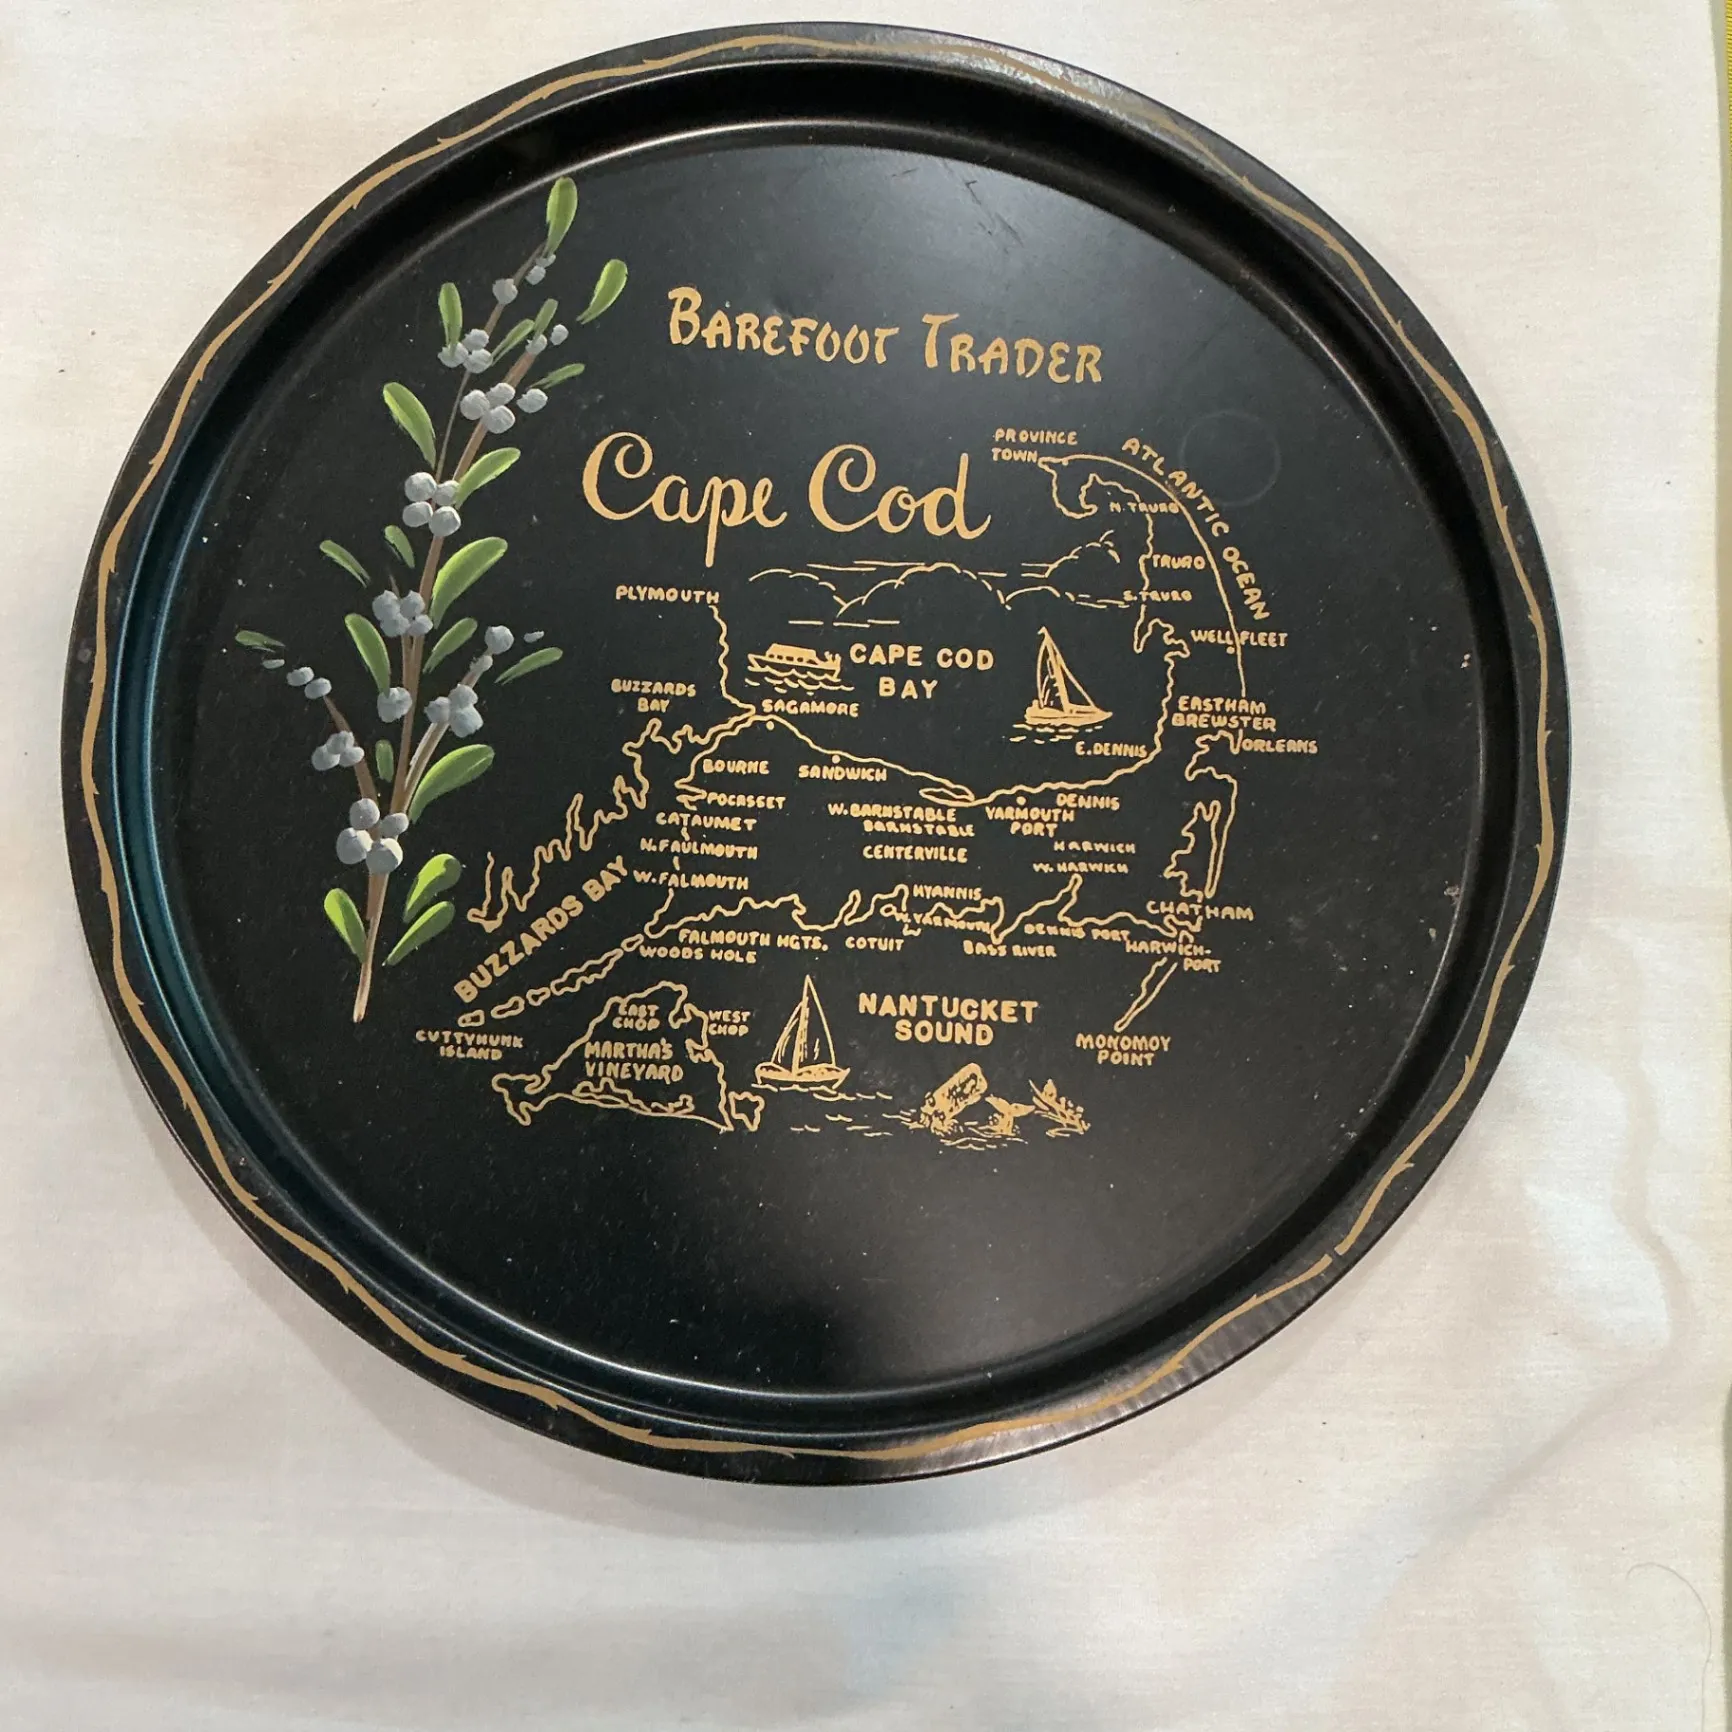 BAREFOOT TRADER
Cape Cod
PROVINCE
TOWN
ATLANTIC OCEAN
N. TRURO
TRURO
S. TRURO
PLYMOUTH
WELLFLEET
CAPE COD
BAY
BUZZARDS
BAY
SAGAMORE
EASTHAM
BREWSTER
ORLEANS
E. DENNIS
BOURNE
SANDWICH
POCASSET
CATAUMET
W. BARNSTABLE
BARNSTABLE
YARMOUTH
PORT
DENNIS
N. FAULMOUTH
CENTERVILLE
HARWICH
W. HARWICH
W. FALMOUTH
HYANNIS
W. YARMOUTH
CHATHAM
BUZZARDS BAY
FALMOUTH HGTS.
COTUIT
BASS RIVER
DENNIS PORT
HARWICH-
PORT
WOODS HOLE
CUTTYHUNK
ISLAND
EAST
CHOP
WEST
CHOP
MARTHA'S
VINEYARD
NANTUCKET
SOUND
MONOMOY
POINT